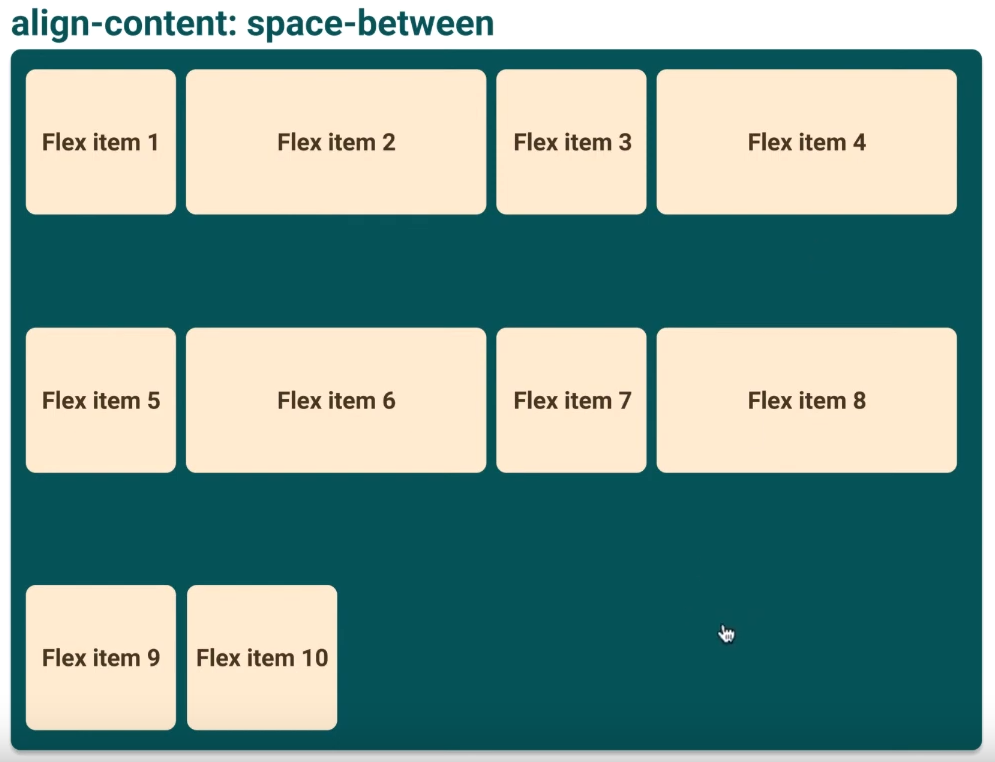 align-content: space-between
Flex item 1 Flex item 2 Flex item 3 Flex item 4
Flex item 5 Flex item 6 Flex item 7 Flex item 8
Flex item 9 Flex item 10